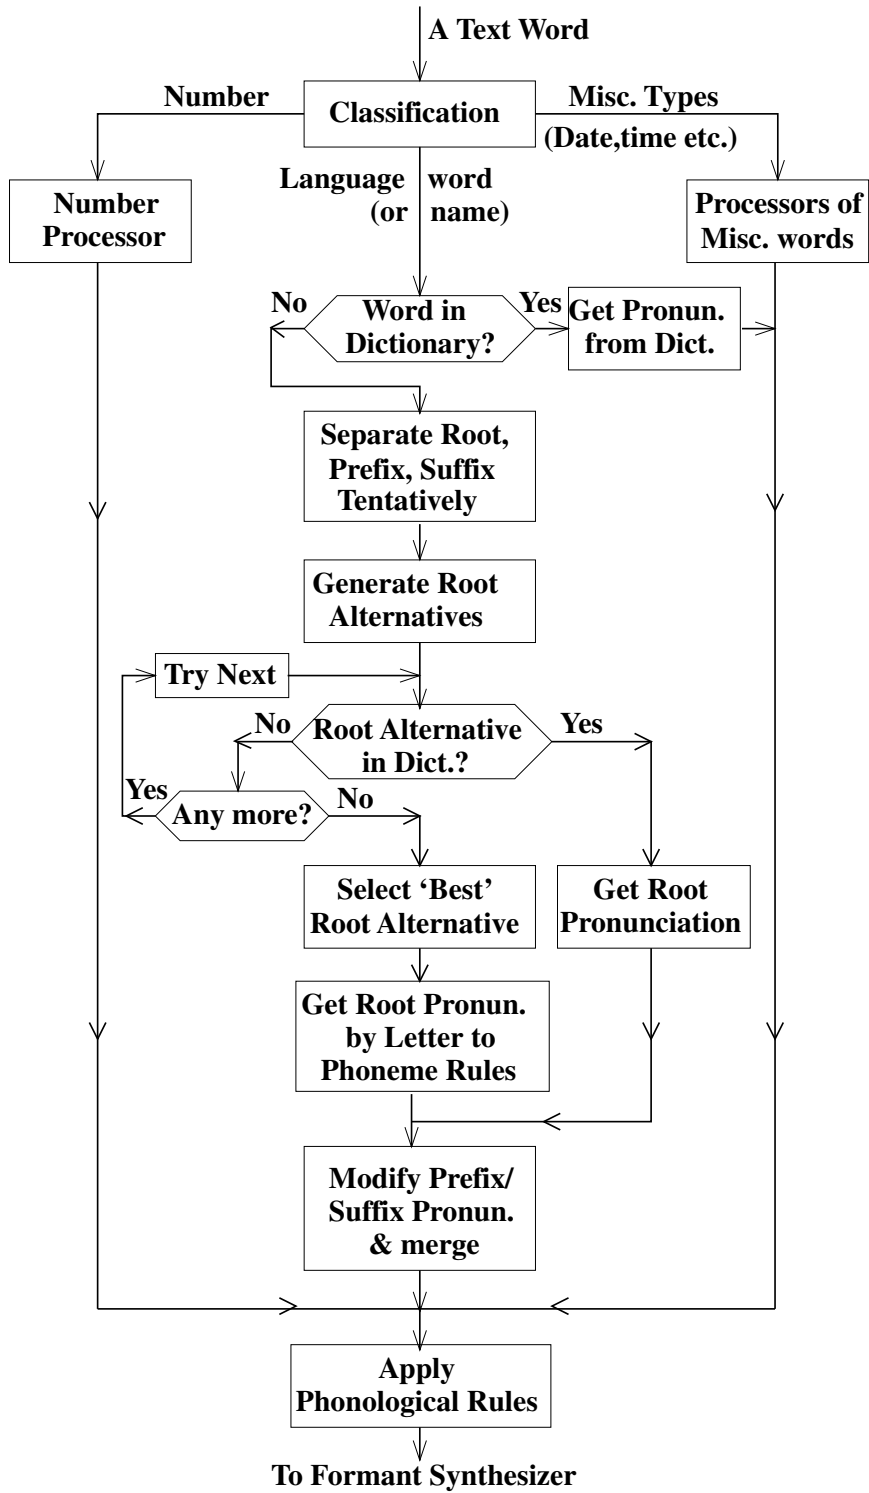 A Text Word
Number
Classification
Misc. Types
(Date,time etc.)
Language word
(or name)
Number
Processor
Processors of
Misc. words
No
Word in
Dictionary?
Yes
Get Pronun.
from Dict.
Separate Root,
Prefix, Suffix
Tentatively
Generate Root
Alternatives
Try Next
No
Root Alternative
in Dict.?
Yes
Yes
Any more?
No
Select ‘Best’
Root Alternative
Get Root
Pronunciation
Get Root Pronun.
by Letter to
Phoneme Rules
Modify Prefix/
Suffix Pronun.
& merge
Apply
Phonological Rules
To Formant Synthesizer